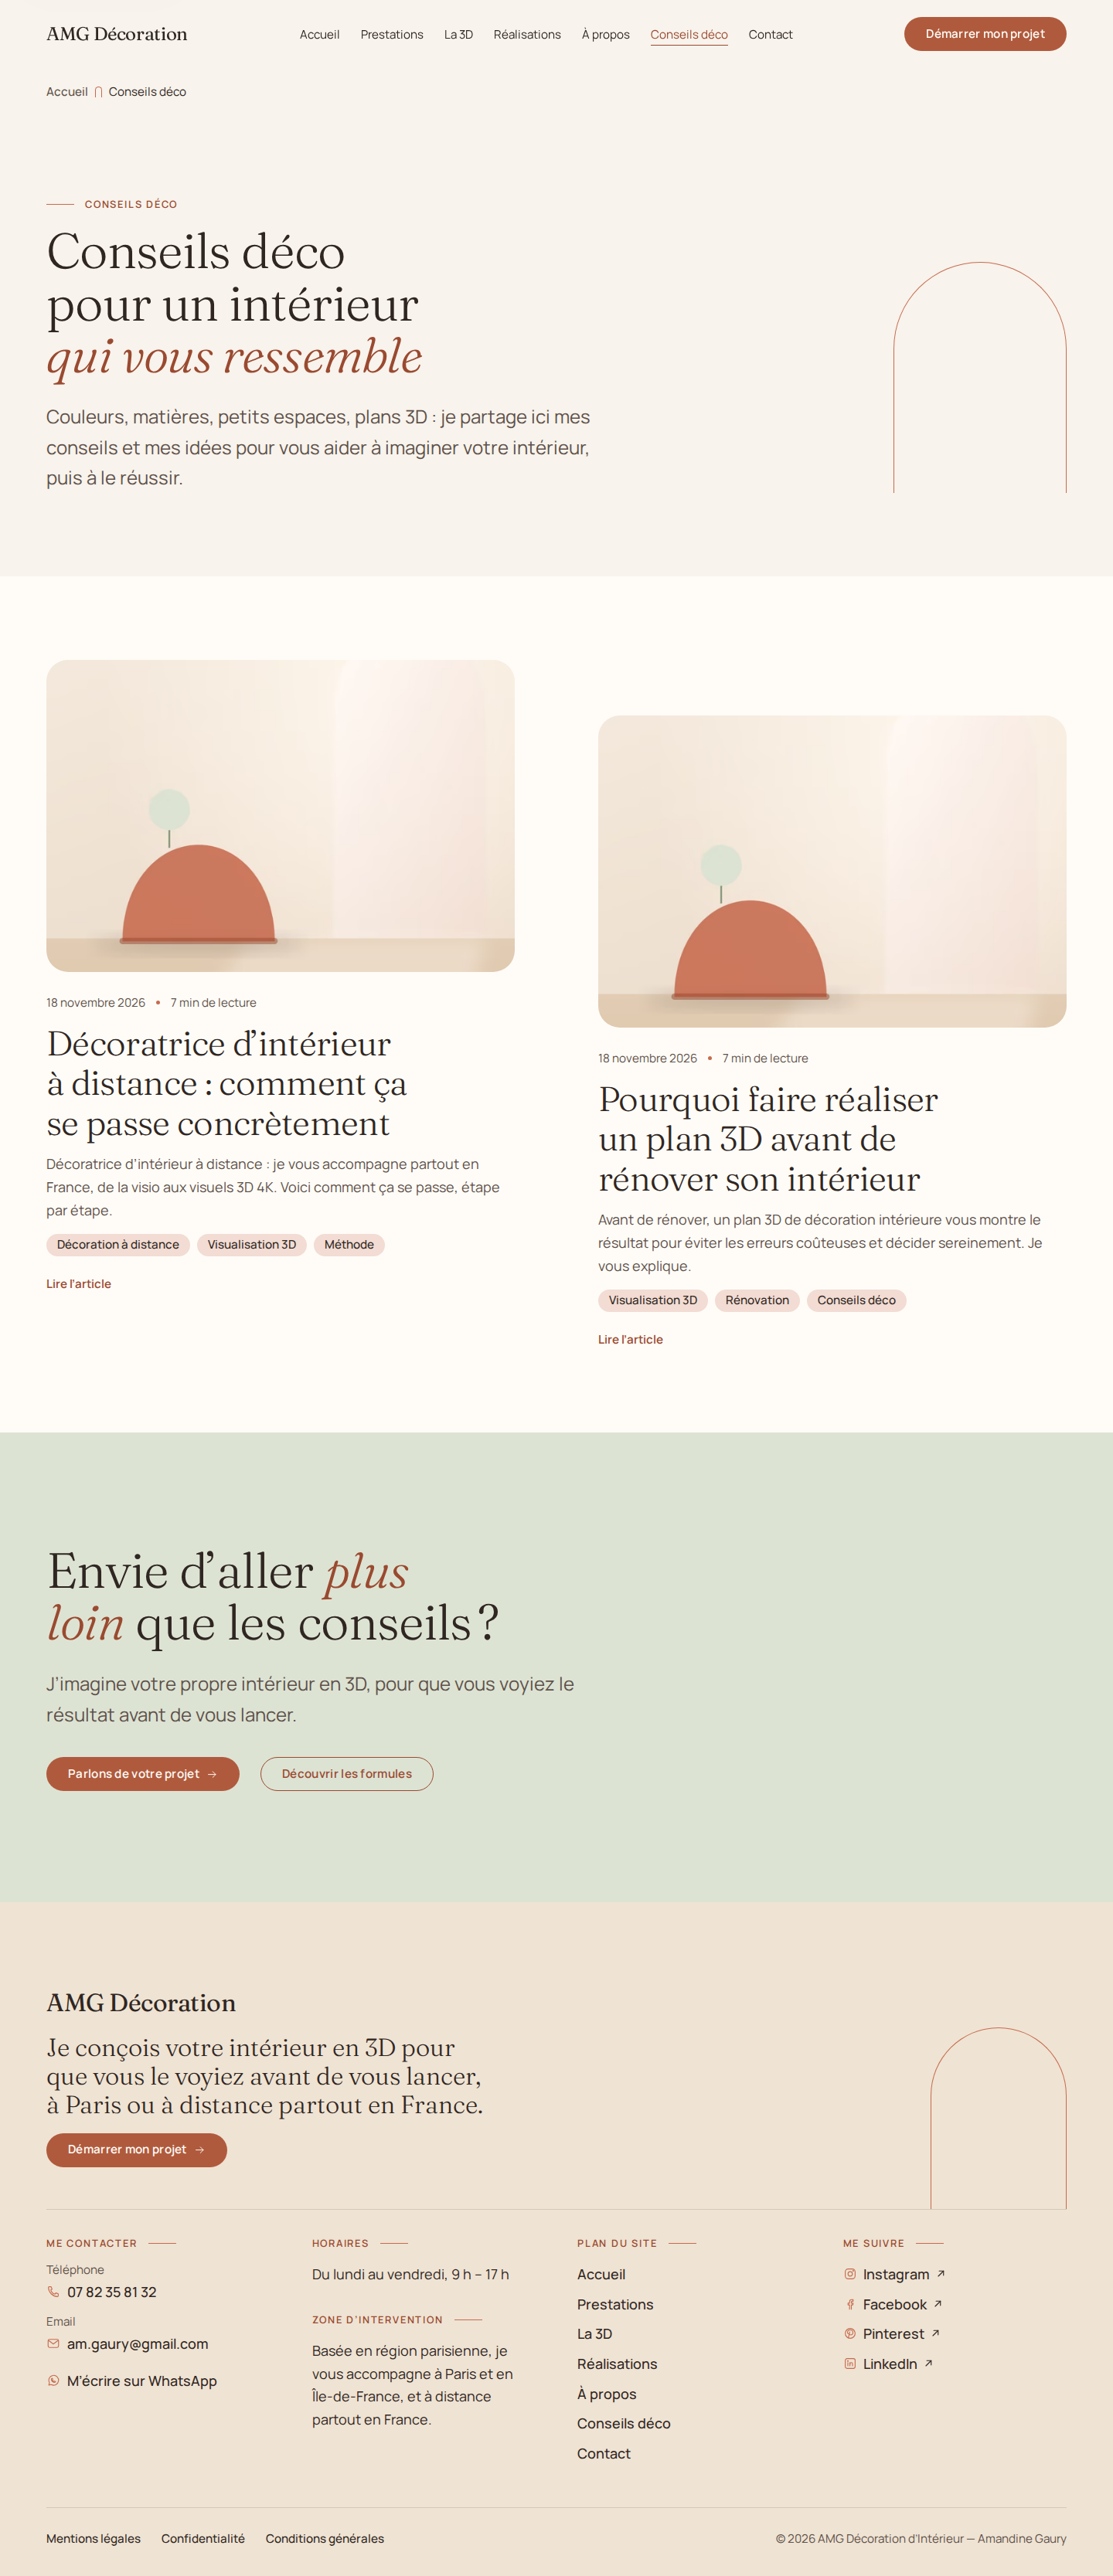 AMG Décoration
Accueil
Prestations
La 3D
Réalisations
À propos
Conseils déco
Contact
Démarrer mon projet
Accueil
Conseils déco
CONSEILS DÉCO
Conseils déco
pour un intérieur
qui vous ressemble
Couleurs, matières, petits espaces, plans 3D : je partage ici mes
conseils et mes idées pour vous aider à imaginer votre intérieur,
puis à le réussir.
18 novembre 2026 • 7 min de lecture
Décoratrice d’intérieur
à distance : comment ça
se passe concrètement
Décoratrice d’intérieur à distance : je vous accompagne partout en
France, de la visio aux visuels 3D 4K. Voici comment ça se passe, étape
par étape.
Décoration à distance
Visualisation 3D
Méthode
Lire l’article
18 novembre 2026 • 7 min de lecture
Pourquoi faire réaliser
un plan 3D avant de
rénover son intérieur
Avant de rénover, un plan 3D de décoration intérieure vous montre le
résultat pour éviter les erreurs coûteuses et décider sereinement. Je
vous explique.
Visualisation 3D
Rénovation
Conseils déco
Lire l’article
Envie d’aller plus
loin que les conseils ?
J’imagine votre propre intérieur en 3D, pour que vous voyiez le
résultat avant de vous lancer.
Parlons de votre projet →
Découvrir les formules
AMG Décoration
Je conçois votre intérieur en 3D pour
que vous le voyiez avant de vous lancer,
à Paris ou à distance partout en France.
Démarrer mon projet →
ME CONTACTER
Téléphone
07 82 35 81 32
Email
am.gaury@gmail.com
M’écrire sur WhatsApp
HORAIRES
Du lundi au vendredi, 9 h – 17 h
ZONE D’INTERVENTION
Basée en région parisienne, je
vous accompagne à Paris et en
Île-de-France, et à distance
partout en France.
PLAN DU SITE
Accueil
Prestations
La 3D
Réalisations
À propos
Conseils déco
Contact
ME SUIVRE
Instagram ↗
Facebook ↗
Pinterest ↗
LinkedIn ↗
Mentions légales
Confidentialité
Conditions générales
© 2026 AMG Décoration d’Intérieur — Amandine Gaury